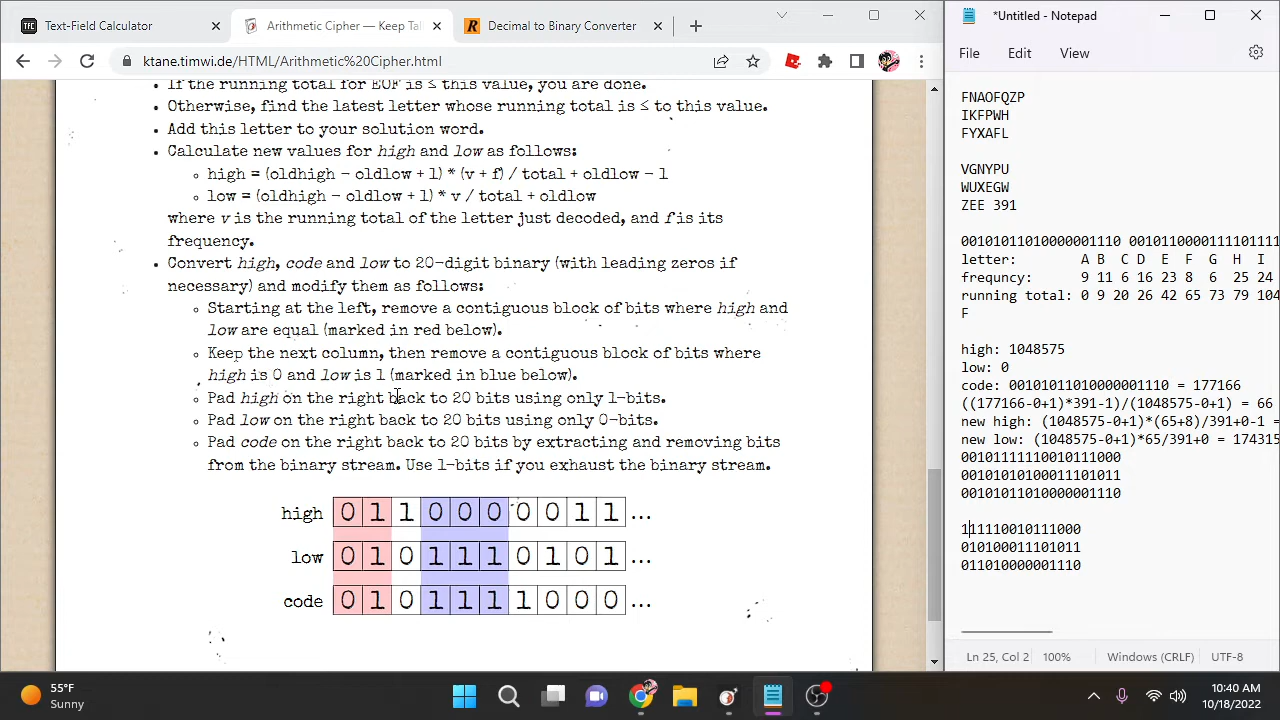 Text-Field Calculator
Arithmetic Cipher — Keep Tal
Decimal to Binary Converter
*Untitled - Notepad
ktane.timwi.de/HTML/Arithmetic%20Cipher.html
File Edit View
If the running total for EOF is ≤ this value, you are done.
Otherwise, find the latest letter whose running total is ≤ to this value.
Add this letter to your solution word.
Calculate new values for high and low as follows:
high = (oldhigh − oldlow + 1) * (v + f) / total + oldlow − 1
low = (oldhigh − oldlow + 1) * v / total + oldlow
where v is the running total of the letter just decoded, and f is its
frequency.
Convert high, code and low to 20-digit binary (with leading zeros if
necessary) and modify them as follows:
Starting at the left, remove a contiguous block of bits where high and
low are equal (marked in red below).
Keep the next column, then remove a contiguous block of bits where
high is 0 and low is 1 (marked in blue below).
Pad high on the right back to 20 bits using only 1-bits.
Pad low on the right back to 20 bits using only 0-bits.
Pad code on the right back to 20 bits by extracting and removing bits
from the binary stream. Use 1-bits if you exhaust the binary stream.
high 0 1 1 0 0 0 0 0 1 1 ...
low 0 1 0 1 1 1 0 1 0 1 ...
code 0 1 0 1 1 1 1 0 0 0 ...
FNAOFQZP
IKFPWH
FYXAFL
VGNYPU
WUXEGW
ZEE 391
00101011010000001110 0010110000111101111
letter: A B C D E F G H I
frequncy: 9 11 6 16 23 8 6 25 24
running total: 0 9 20 26 42 65 73 79 104
F
high: 1048575
low: 0
code: 00101011010000001110 = 177166
((177166-0+1)*391-1)/(1048575-0+1) = 66
new high: (1048575-0+1)*(65+8)/391+0-1 =
new low: (1048575-0+1)*65/391+0 = 174315
00101111110010111000
00101010100011101011
00101011010000001110
111110010111000
010100011101011
011010000001110
Ln 25, Col 2 100% Windows (CRLF) UTF-8
55°F
Sunny
10:40 AM
10/18/2022